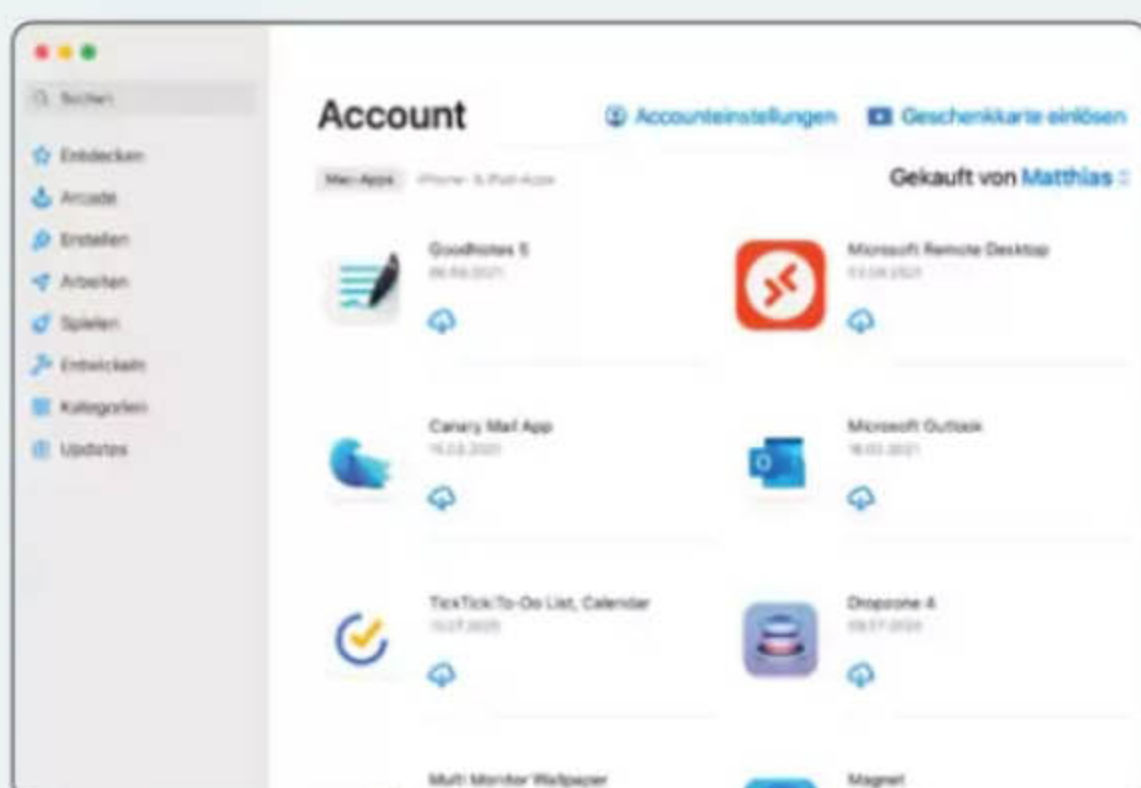 Suchen
Entdecken
Arcade
Erstellen
Arbeiten
Spielen
Entwickeln
Kategorien
Updates
Account
Accounteinstellungen
Geschenkkarte einlösen
Mac-Apps
iPhone- & iPad-Apps
Gekauft von Matthias
GoodNotes 5
Microsoft Remote Desktop
Canary Mail App
Microsoft Outlook
TickTick:To-Do List, Calendar
Dropzone 4
Multi Monitor Wallpaper
Magnet